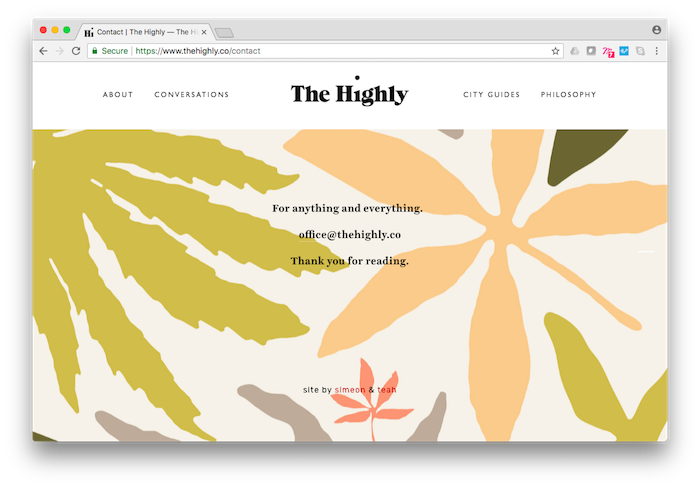 Hi Contact | The Highly — The H
Secure | https://www.thehighly.co/contact
7
ABOUT
CONVERSATIONS
The Highly
CITY GUIDES
PHILOSOPHY
For anything and everything.
office@thehighly.co
Thank you for reading.
site by simeon & teah